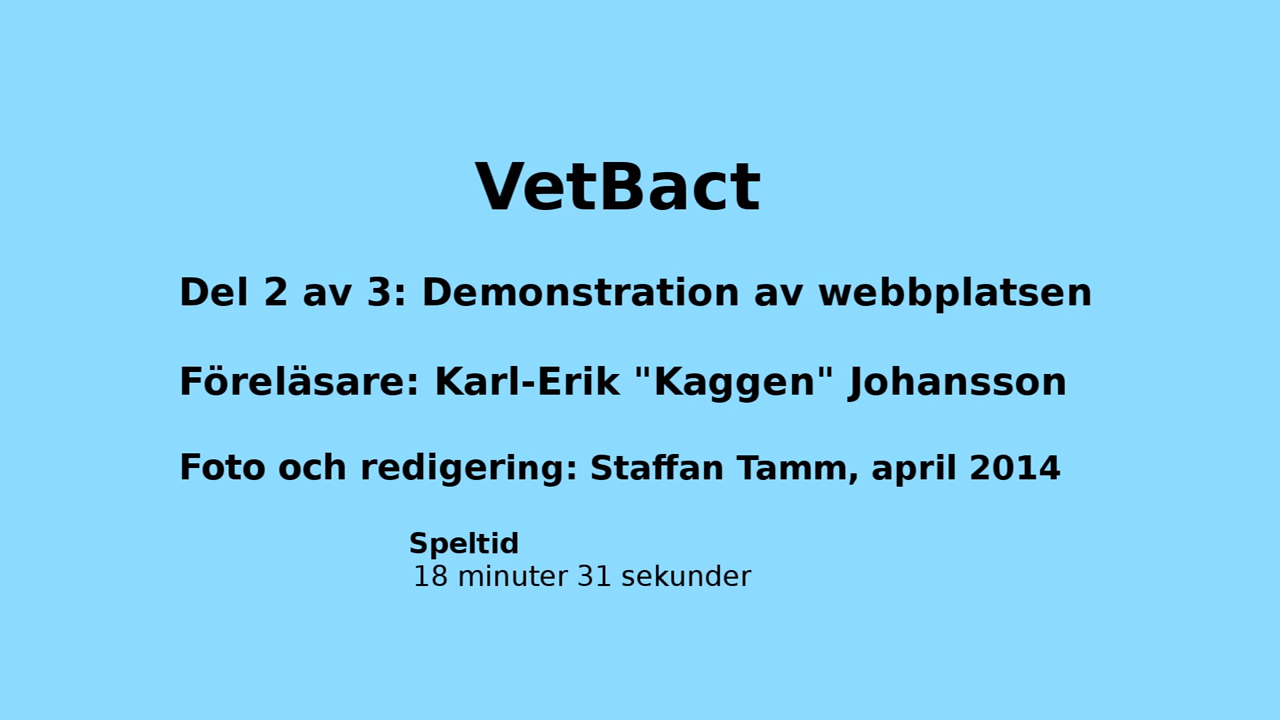 VetBact
Del 2 av 3: Demonstration av webbplatsen
Föreläsare: Karl-Erik "Kaggen" Johansson
Foto och redigering: Staffan Tamm, april 2014
Speltid
18 minuter 31 sekunder